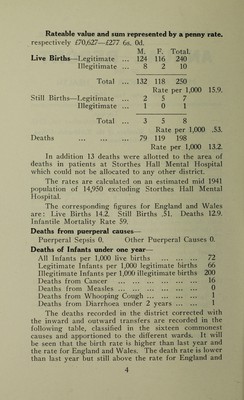 Rateable value and sum represented by a penny rate.
respectively £70,627—£277 6s. 0d.
M. F. Total.
Live Births—Legitimate ... 124 116 240
Illegitimate ... 8 2 10
Total ... 132 118 250
Rate per 1,000 15.9.
Still Births—Legitimate ... 2 5 7
Illegitimate ... 1 0 1
Total ... 3 5 8
Rate per 1,000 .53.
Deaths ... ... ... 79 119 198
Rate per 1,000 13.2.
In addition 13 deaths were allotted to the area of
deaths in patients at Storthes Hall Mental Hospital
which could not be allocated to any other district.
The rates are calculated on an estimated mid 1941
population of 14,950 excluding Storthes Hall Mental
Hospital.
The corresponding figures for England and Wales
are: Live Births 14.2. Still Births .51. Deaths 12.9.
Infantile Mortality Rate 59.
Deaths from puerperal causes—
Puerperal Sepsis 0. Other Puerperal Causes 0.
Deaths of Infants under one year—
All Infants per 1,000 live births ... ... ... 72
Legitimate Infants per 1,000 legitimate births 66
Illegitimate Infants per 1,000 illegitimate births 200
Deaths from Cancer ... ... ... ... ... 16
Deaths from Measles ... ... ... ... ... 0
Deaths from Whooping Cough ... ... ... 1
Deaths from Diarrhoea under 2 years ... ... 1
The deaths recorded in the district corrected with
the inward and outward transfers are recorded in the
following table, classified in the sixteen commonest
causes and apportioned to the different wards. It will
be seen that the birth rate is higher than last year and
the rate for England and Wales. The death rate is lower
than last year but still above the rate for England and
4